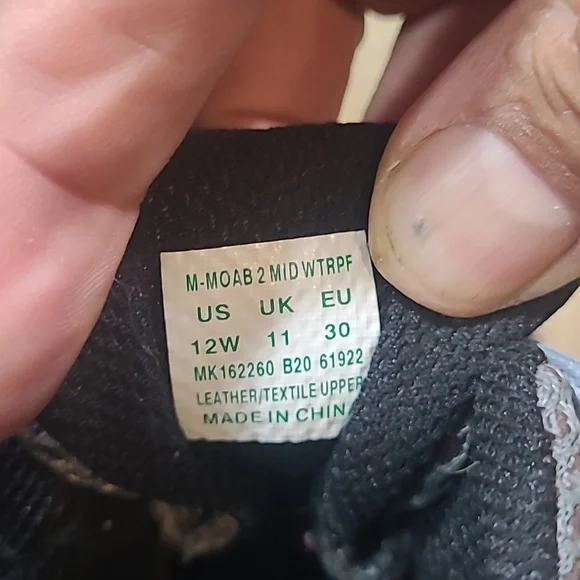 M-MOAB 2 MID WTRPF
US UK EU
12W 11 30
MK162260 B20 61922
LEATHER/TEXTILE UPPER
MADE IN CHINA